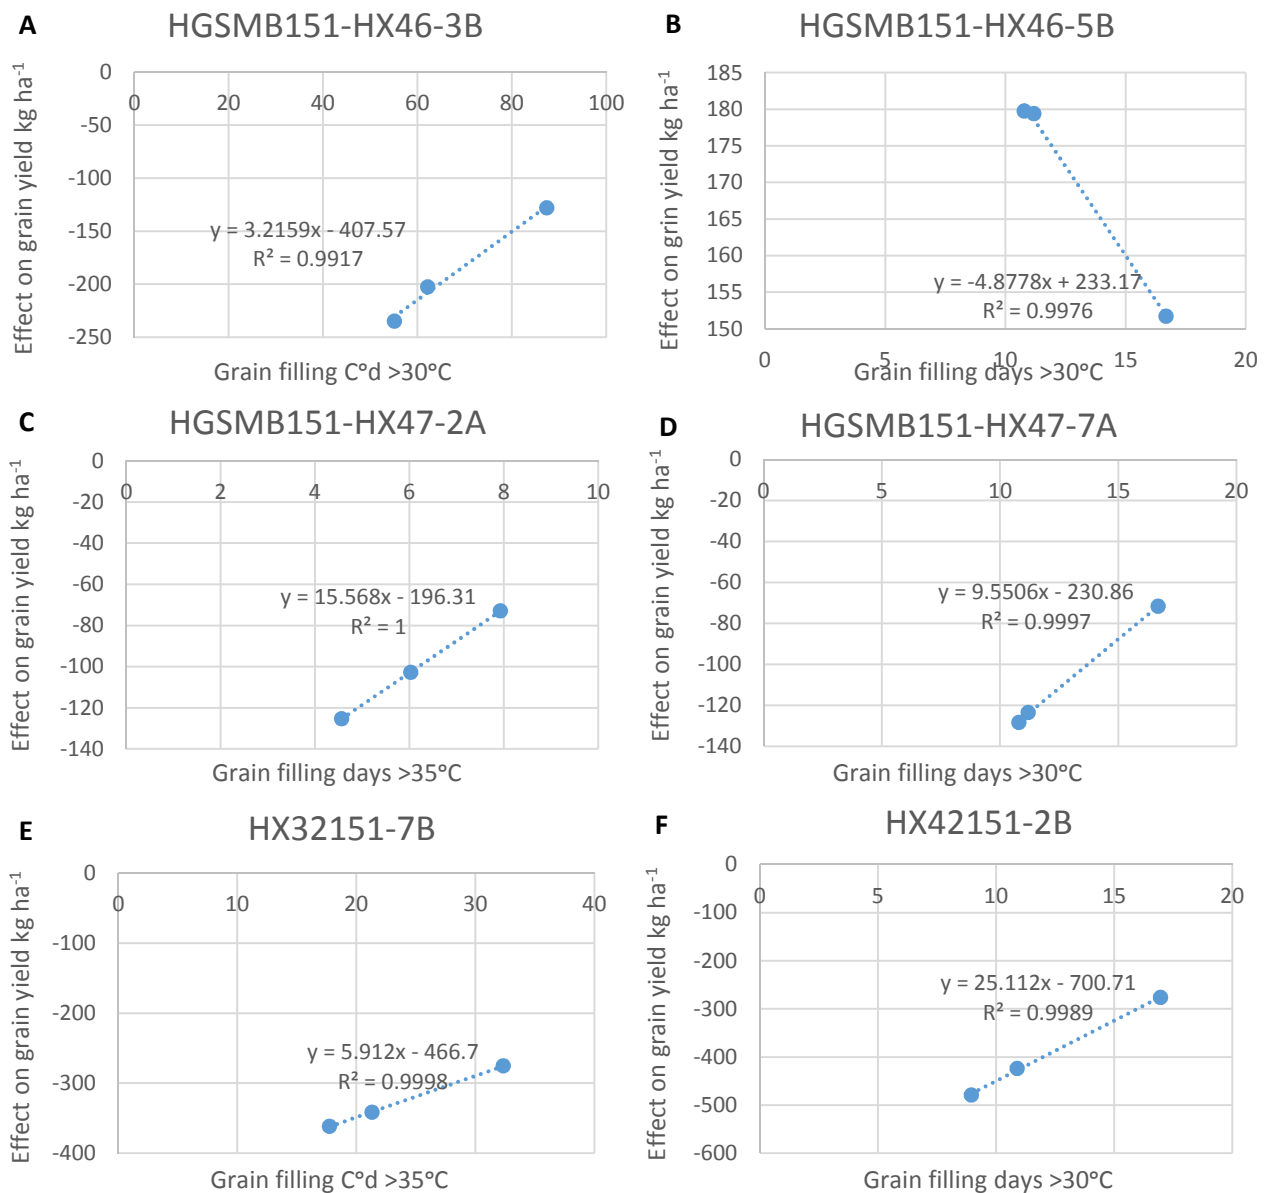 A
HGSMB151-HX46-3B
Effect on grain yield kg ha-1
0
-50
-100
-150
-200
-250
0 20 40 60 80 100
y = 3.2159x - 407.57
R² = 0.9917
Grain filling C°d >30°C
B
HGSMB151-HX46-5B
Effect on grin yield kg ha-1
185
180
175
170
165
160
155
150
y = -4.8778x + 233.17
R² = 0.9976
0 5 10 15 20
Grain filling days >30°C
C
HGSMB151-HX47-2A
Effect on grain yield kg ha-1
0
-20
-40
-60
-80
-100
-120
-140
0 2 4 6 8 10
y = 15.568x - 196.31
R² = 1
Grain filling days >35°C
D
HGSMB151-HX47-7A
Effect on grain yield kg ha-1
0
-20
-40
-60
-80
-100
-120
-140
0 5 10 15 20
y = 9.5506x - 230.86
R² = 0.9997
Grain filling days >30°C
E
HX32151-7B
Effect on grain yield kg ha-1
0
-100
-200
-300
-400
0 10 20 30 40
y = 5.912x - 466.7
R² = 0.9998
Grain filling C°d >35°C
F
HX42151-2B
Effect on grain yield kg ha-1
0
-100
-200
-300
-400
-500
-600
0 5 10 15 20
y = 25.112x - 700.71
R² = 0.9989
Grain filling days >30°C